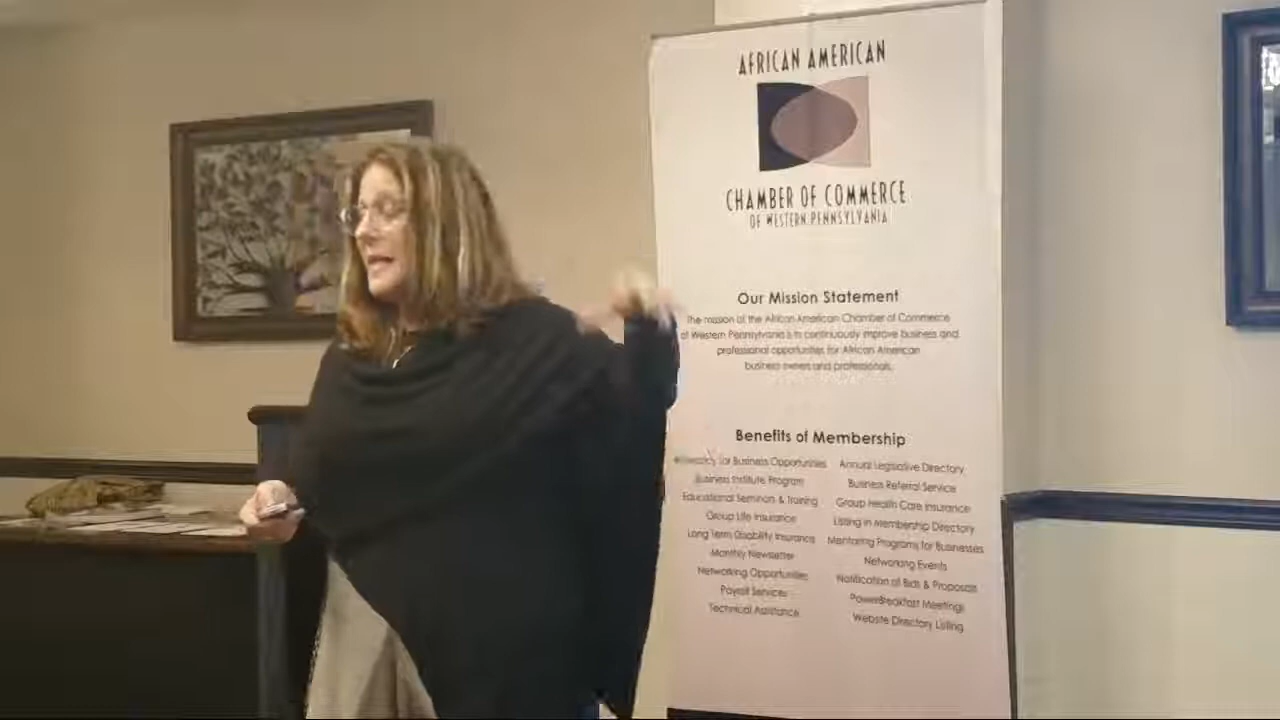 AFRICAN AMERICAN
CHAMBER OF COMMERCE
OF WESTERN PENNSYLVANIA
Our Mission Statement
The mission of the African American Chamber of Commerce
of Western Pennsylvania is to continuously improve business and
professional opportunities for African American
business owners and professionals.
Benefits of Membership
for Business Opportunities
Business Institute Program
Educational Seminars & Training
Group Life Insurance
Long Term Disability Insurance
Monthly Newsletter
Networking Opportunities
Payroll Services
Technical Assistance
Annual Legislative Directory
Business Referral Service
Group Health Care Insurance
Listing in Membership Directory
Mentoring Programs for Businesses
Networking Events
Notification of Bids & Proposals
PowerBreakfast Meetings
Website Directory Listing